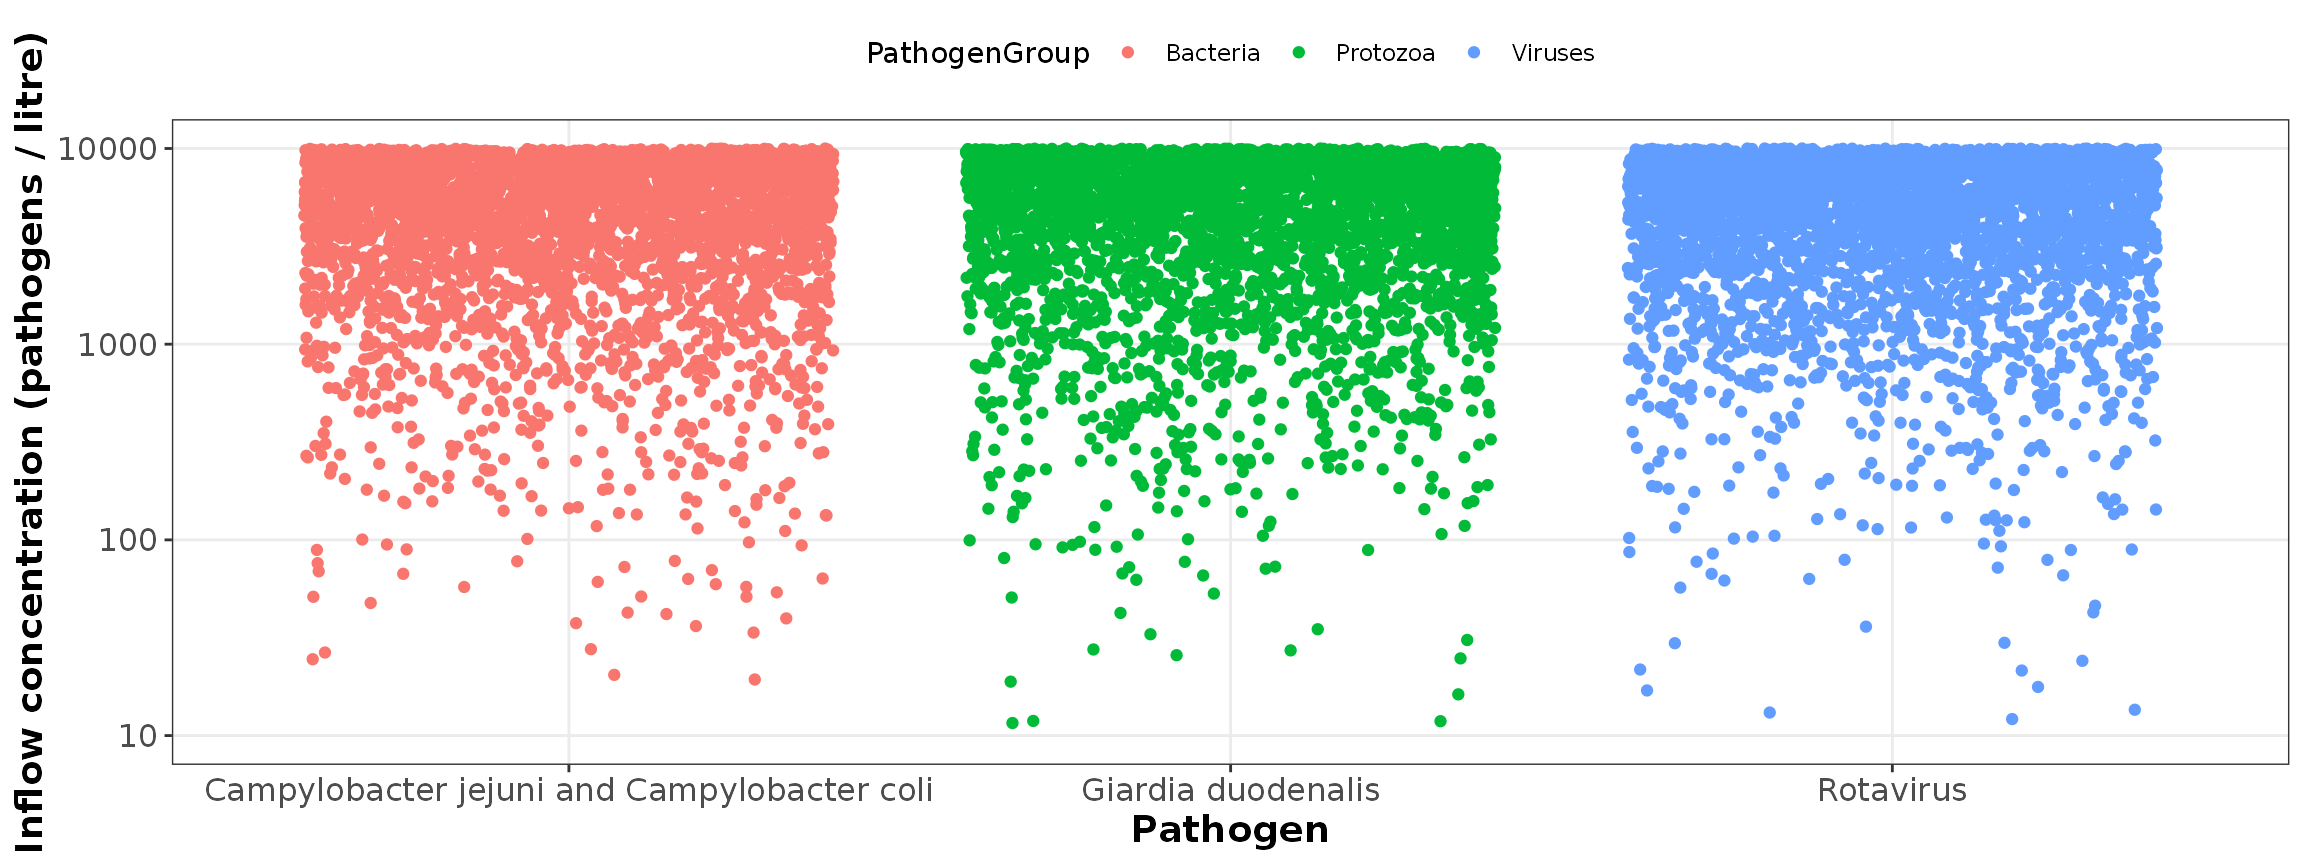 PathogenGroup Bacteria Protozoa Viruses
Inflow concentration (pathogens / litre)
10000
1000
100
10
Campylobacter jejuni and Campylobacter coli Giardia duodenalis Rotavirus
Pathogen